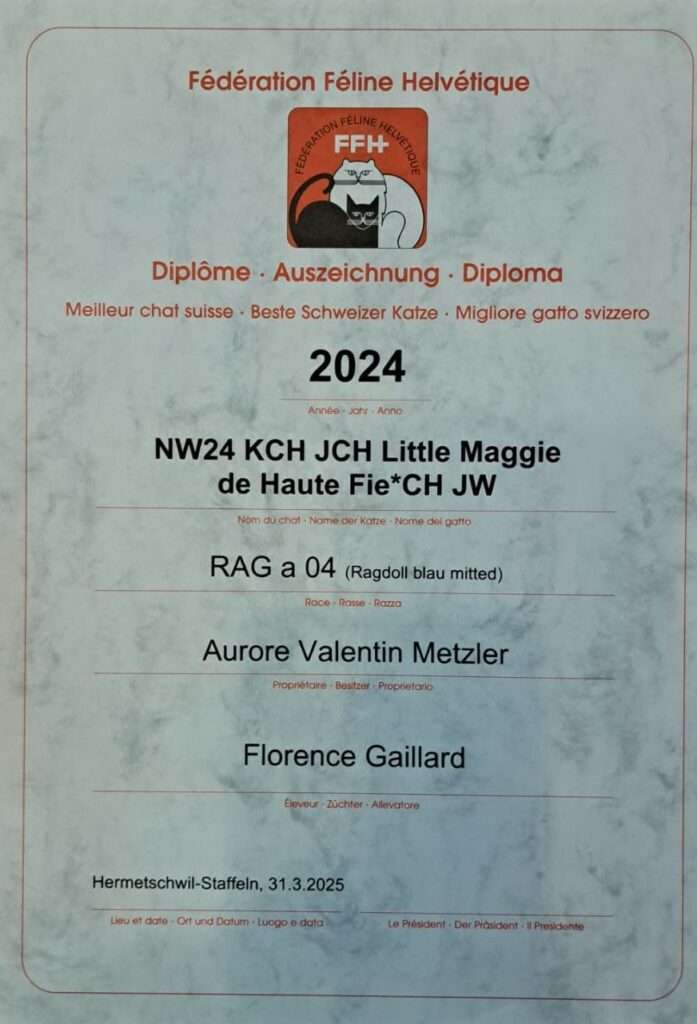 Fédération Féline Helvétique
FÉDÉRATION FÉLINE HELVÉTIQUE
FFH
Diplôme · Auszeichnung · Diploma
Meilleur chat suisse · Beste Schweizer Katze · Migliore gatto svizzero
2024
Année · Jahr · Anno
NW24 KCH JCH Little Maggie
de Haute Fie*CH JW
Nom du chat · Name der Katze · Nome del gatto
RAG a 04 (Ragdoll blau mitted)
Race · Rasse · Razza
Aurore Valentin Metzler
Propriétaire · Besitzer · Proprietario
Florence Gaillard
Éleveur · Züchter · Allevatore
Hermetschwil-Staffeln, 31.3.2025
Lieu et date · Ort und Datum · Luogo e data
Le Président · Der Präsident · Il Presidente